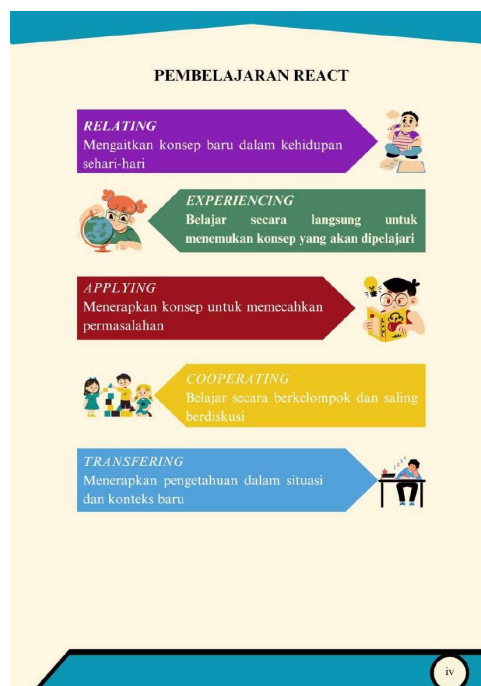 PEMBELAJARAN REACT
RELATING
Mengaitkan konsep baru dalam kehidupan
sehari-hari
EXPERIENCING
Belajar secara langsung untuk
menemukan konsep yang akan dipelajari
APPLYING
Menerapkan konsep untuk memecahkan
permasalahan
COOPERATING
Belajar secara berkelompok dan saling
berdiskusi
TRANSFERING
Menerapkan pengetahuan dalam situasi
dan konteks baru
iv